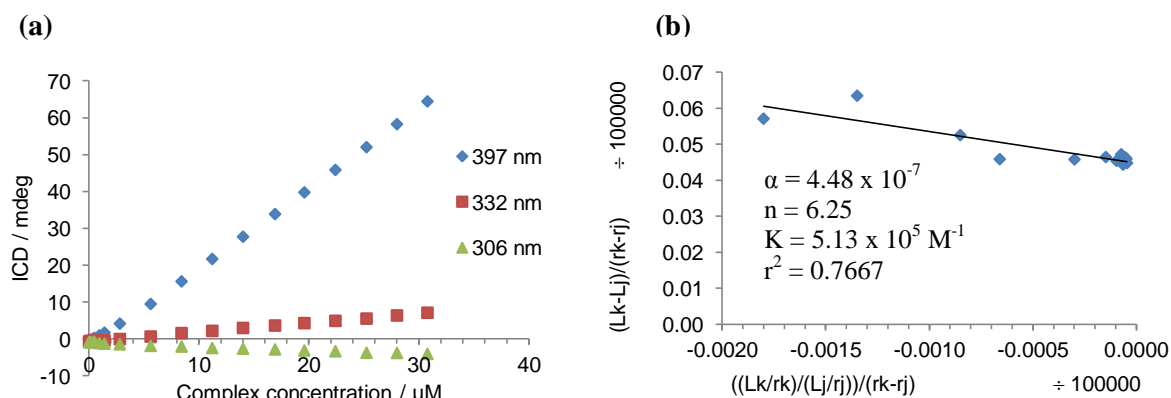 (a)
70
60
50
40
30
20
10
0
-10
ICD / mdeg
0
20
40
Complex concentration / µM
397 nm
332 nm
306 nm
(b)
0.07
0.06
0.05
0.04
0.03
0.02
0.01
0.00
(Lk-Lj)/(rk-rj) ÷ 100000
α = 4.48 x 10⁻⁷
n = 6.25
K = 5.13 x 10⁵ M⁻¹
r² = 0.7667
-0.0020 -0.0015 -0.0010 -0.0005 0.0000
((Lk/rk)/(Lj/rj))/(rk-rj) ÷ 100000